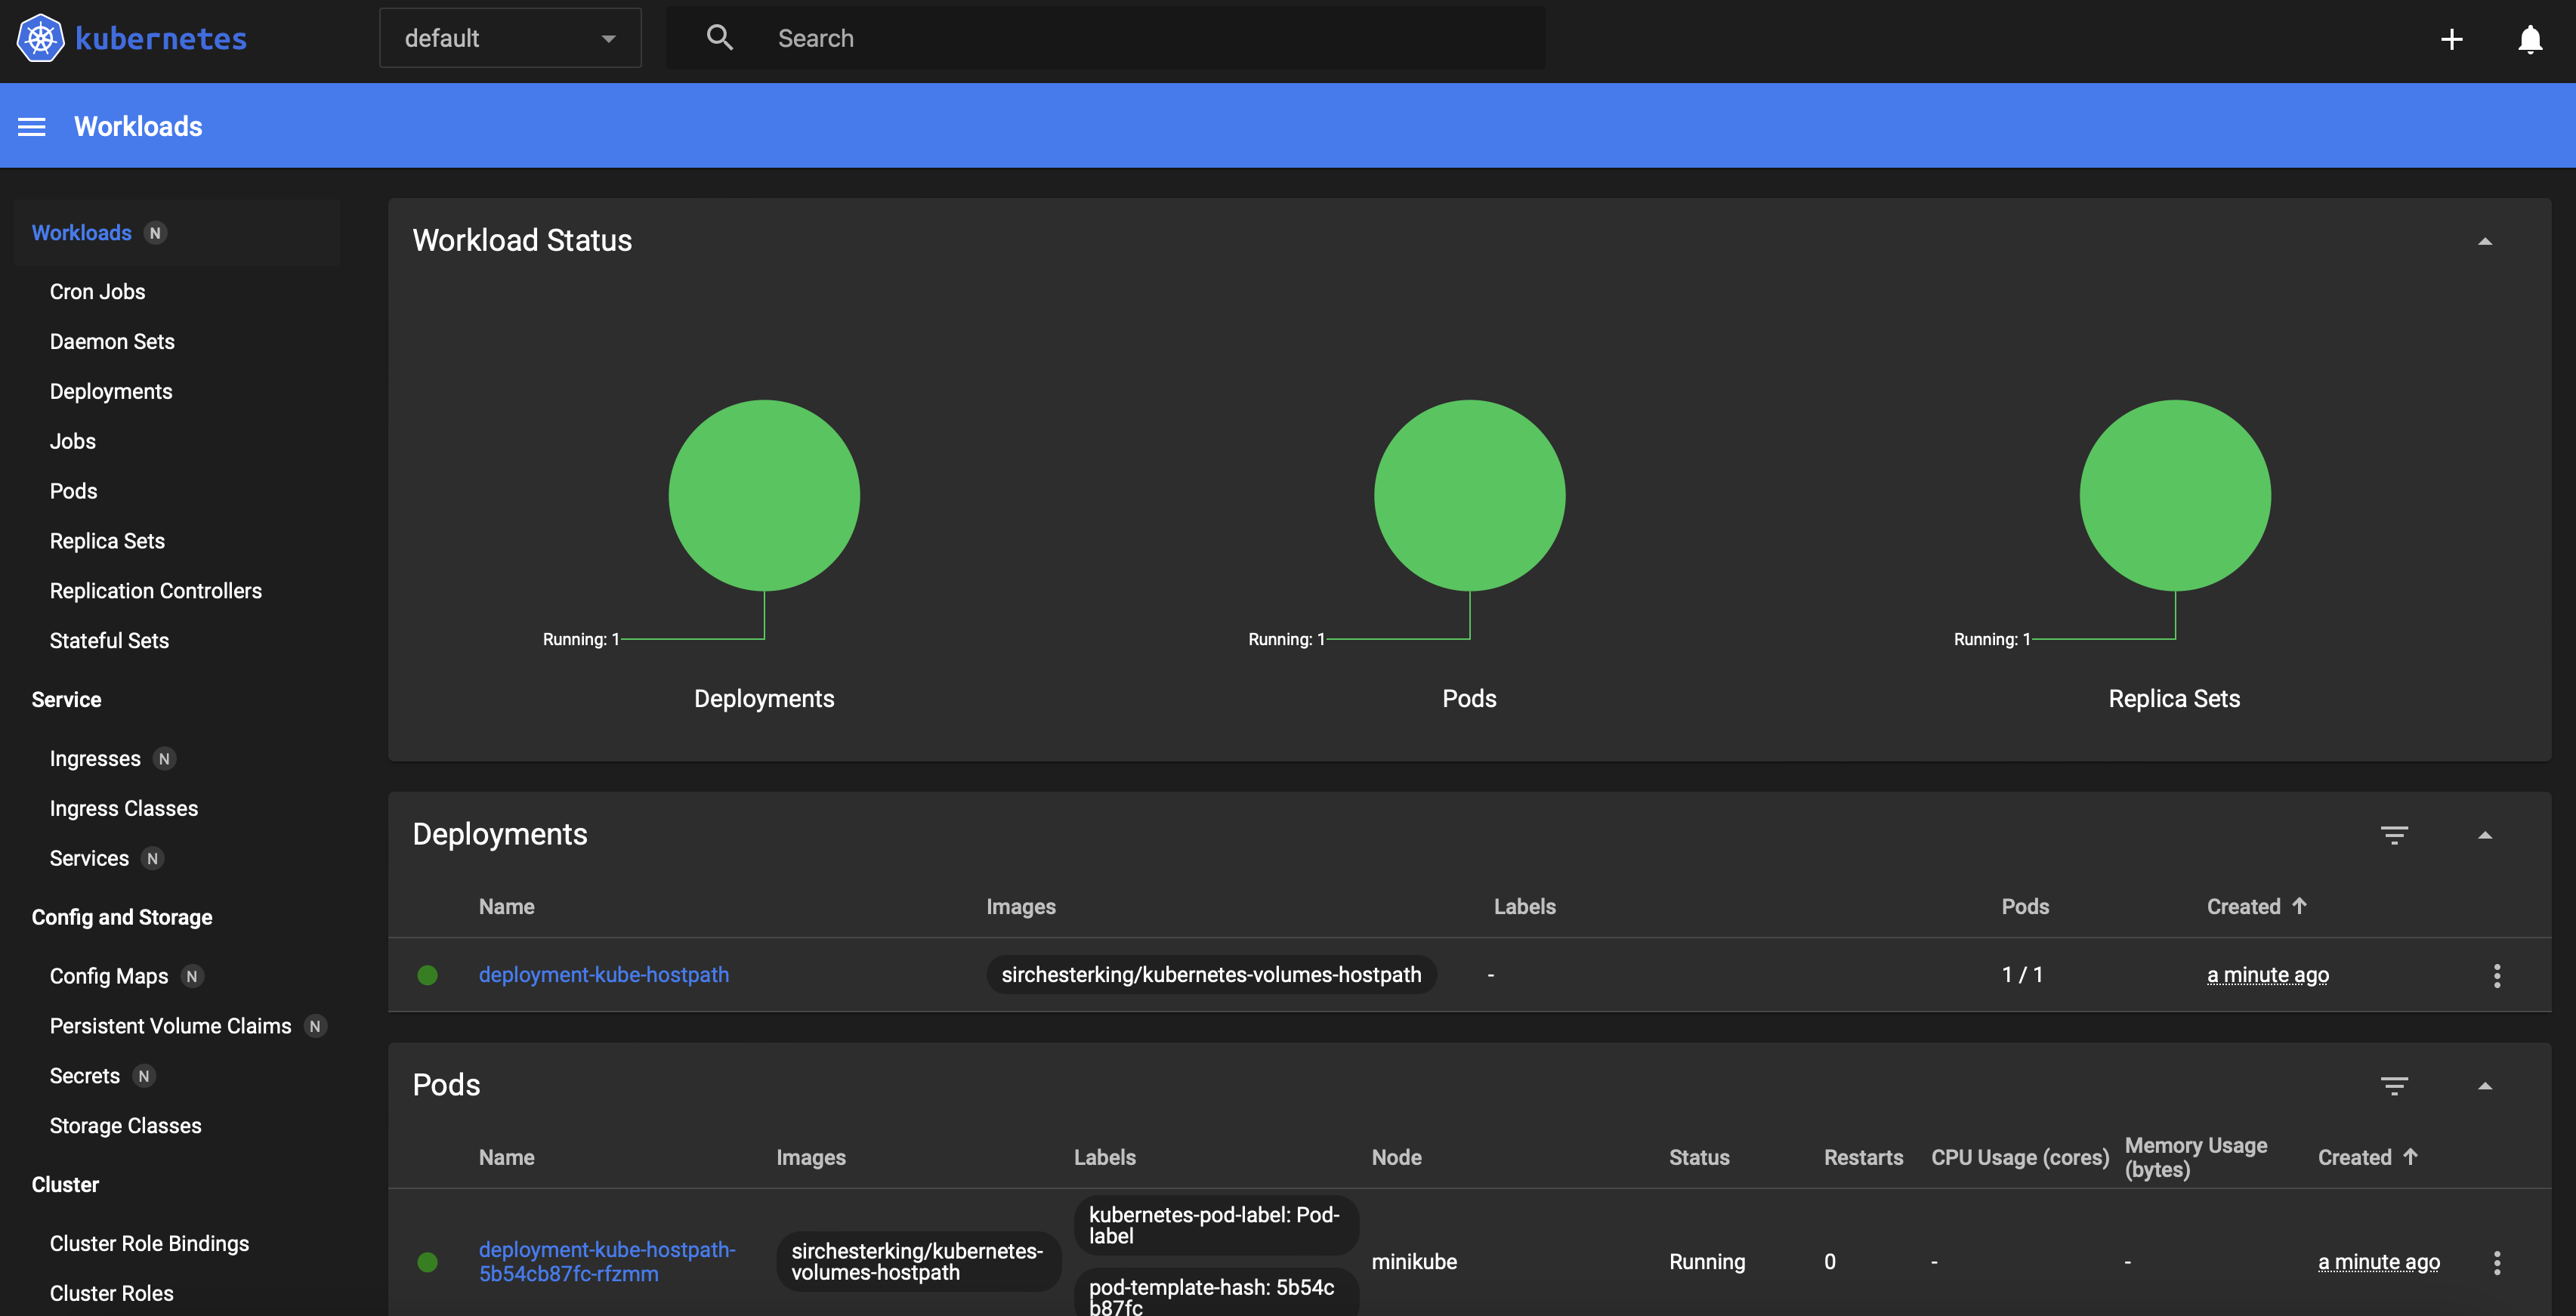 kubernetes
default
Search
Workloads
Workloads N
Cron Jobs
Daemon Sets
Deployments
Jobs
Pods
Replica Sets
Replication Controllers
Stateful Sets
Service
Ingresses N
Ingress Classes
Services N
Config and Storage
Config Maps N
Persistent Volume Claims N
Secrets N
Storage Classes
Cluster
Cluster Role Bindings
Cluster Roles
Workload Status
Running: 1
Deployments
Running: 1
Pods
Running: 1
Replica Sets
Deployments
Name Images Labels Pods Created
deployment-kube-hostpath sirchesterking/kubernetes-volumes-hostpath - 1 / 1 a minute ago
Pods
Name Images Labels Node Status Restarts CPU Usage (cores) Memory Usage
(bytes) Created
deployment-kube-hostpath-
5b54cb87fc-rfzmm
sirchesterking/kubernetes-
volumes-hostpath
kubernetes-pod-label: Pod-
label
pod-template-hash: 5b54c
b87fc
minikube Running 0 - - a minute ago